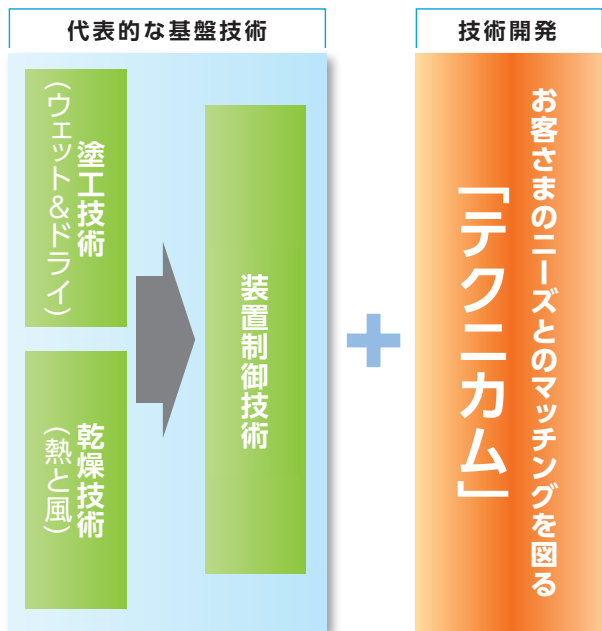 代表的な基盤技術
塗工技術
(ウェット&ドライ)
乾燥技術
(熱と風)
装置制御技術
+
技術開発
お客さまのニーズとのマッチングを図る
「テクニカム」